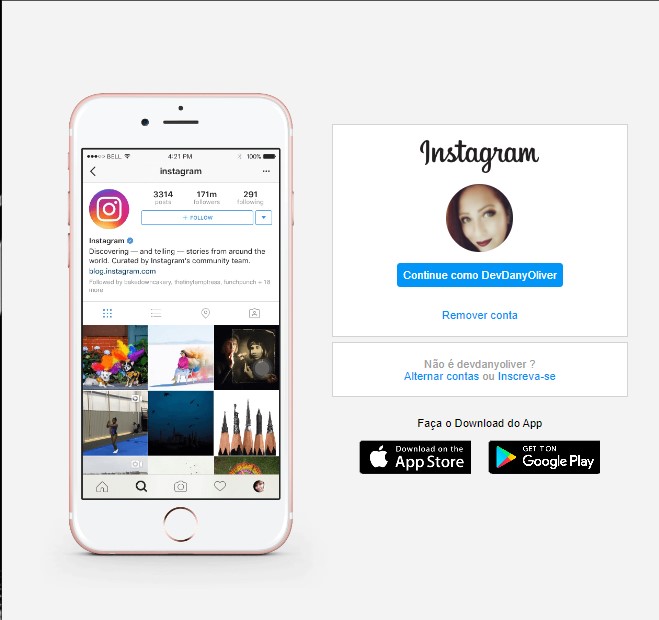 BELL 4:21 PM 100%
instagram
3314 171m 291
posts followers following
+ FOLLOW
Instagram
Discovering — and telling — stories from around the
world. Curated by Instagram's community team.
blog.instagram.com
Followed by
more
Instagram
Continue como DevDanyOliver
Remover conta
Não é devdanyoliver ?
Alternar contas ou Inscreva-se
Faça o Download do App
Download on the
App Store
GET IT ON
Google Play